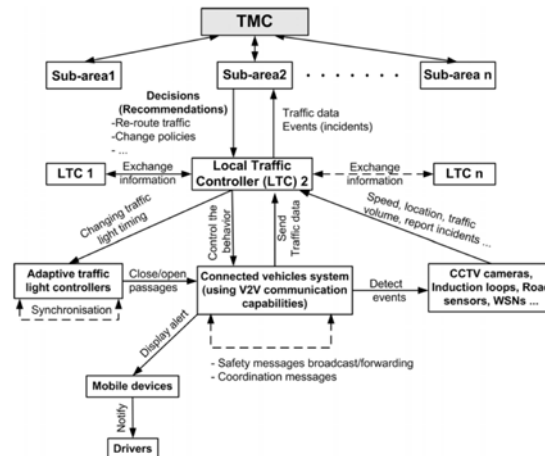 TMC
Sub-area1
Sub-area2
. . . . . . .
Sub-area n
Decisions
(Recommendations)
-Re-route traffic
-Change policies
- ...
Traffic data
Events (incidents)
LTC 1
Exchange
information
Local Traffic
Controller (LTC) 2
Exchange
information
LTC n
Changing traffic
light timing
Control the
behavior
Send
Traffic data
Speed, location, traffic
volume, report incidents ...
Adaptive traffic
light controllers
Close/open
passages
Connected vehicles system
(using V2V communication
capabilities)
Detect
events
CCTV cameras,
Induction loops, Road
sensors, WSNs ...
Synchronisation
Display alert
- Safety messages broadcast/forwarding
- Coordination messages
Mobile devices
Notify
Drivers